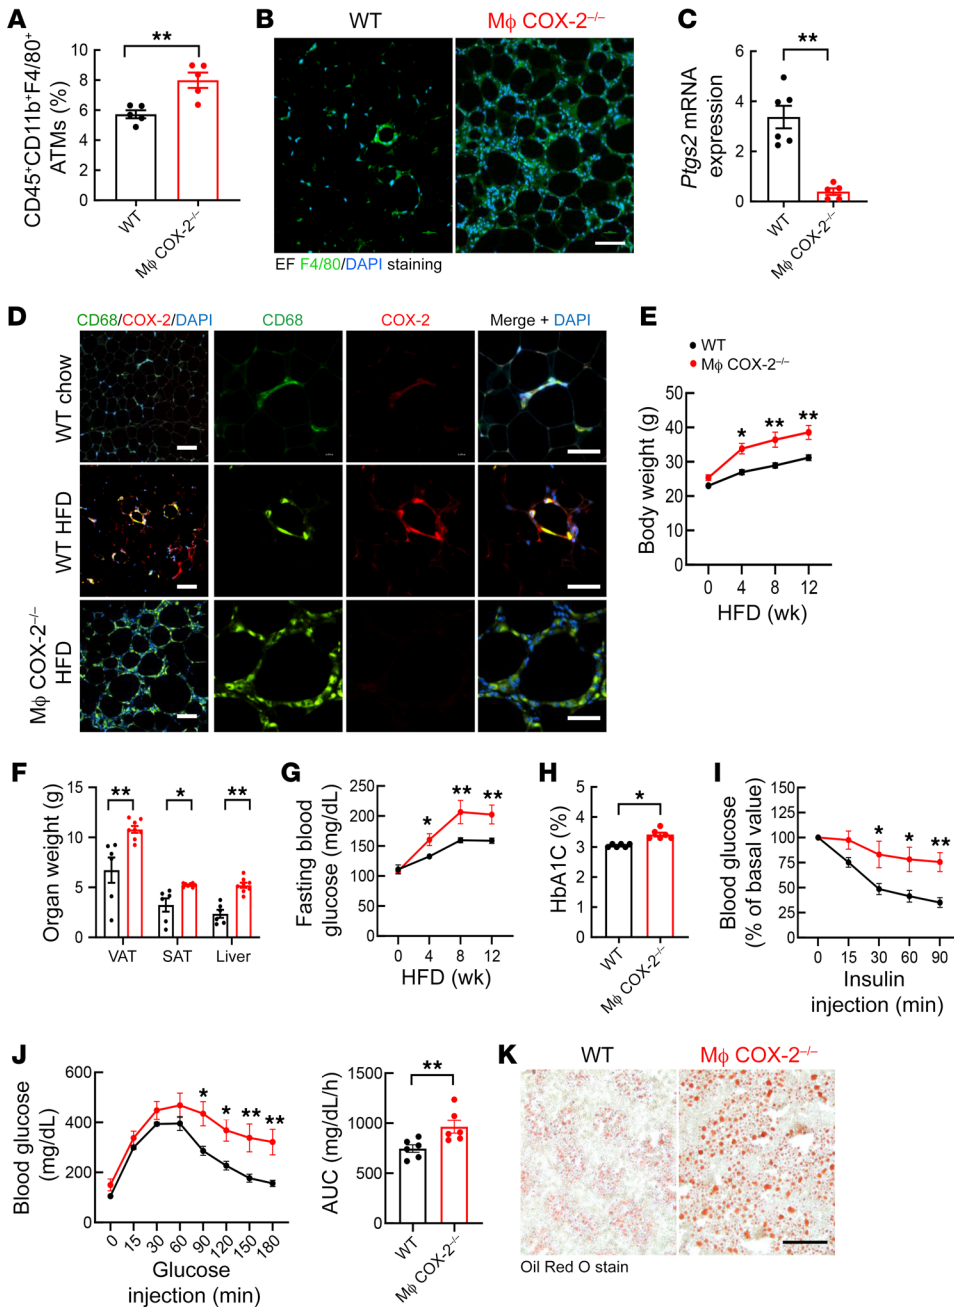 A
CD45⁺CD11b⁺F4/80⁺
ATMs (%)
10
8
6
4
2
0
**
WT
Mϕ COX-2⁻/⁻
B
WT
Mϕ COX-2⁻/⁻
EF F4/80/DAPI staining
C
Ptgs2 mRNA
expression
6
4
2
0
**
WT
Mϕ COX-2⁻/⁻
D
CD68/COX-2/DAPI
CD68
COX-2
Merge + DAPI
WT chow
WT HFD
Mϕ COX-2⁻/⁻
HFD
E
WT
Mϕ COX-2⁻/⁻
Body weight (g)
50
40
30
20
10
0
*
**
**
0 4 8 12
HFD (wk)
F
Organ weight (g)
15
10
5
0
**
*
**
VAT SAT Liver
G
Fasting blood
glucose (mg/dL)
250
200
150
100
50
0
*
**
**
0 4 8 12
HFD (wk)
H
HbA1C (%)
5
4
3
2
1
0
*
WT
Mϕ COX-2⁻/⁻
I
Blood glucose
(% of basal value)
150
125
100
75
50
25
0
*
*
**
0 15 30 60 90
Insulin
injection (min)
J
Blood glucose
(mg/dL)
600
400
200
0
*
*
**
**
0 15 30 60 90 120 150 180
Glucose
injection (min)
AUC (mg/dL/h)
1500
1000
500
0
**
WT
Mϕ COX-2⁻/⁻
K
WT
Mϕ COX-2⁻/⁻
Oil Red O stain